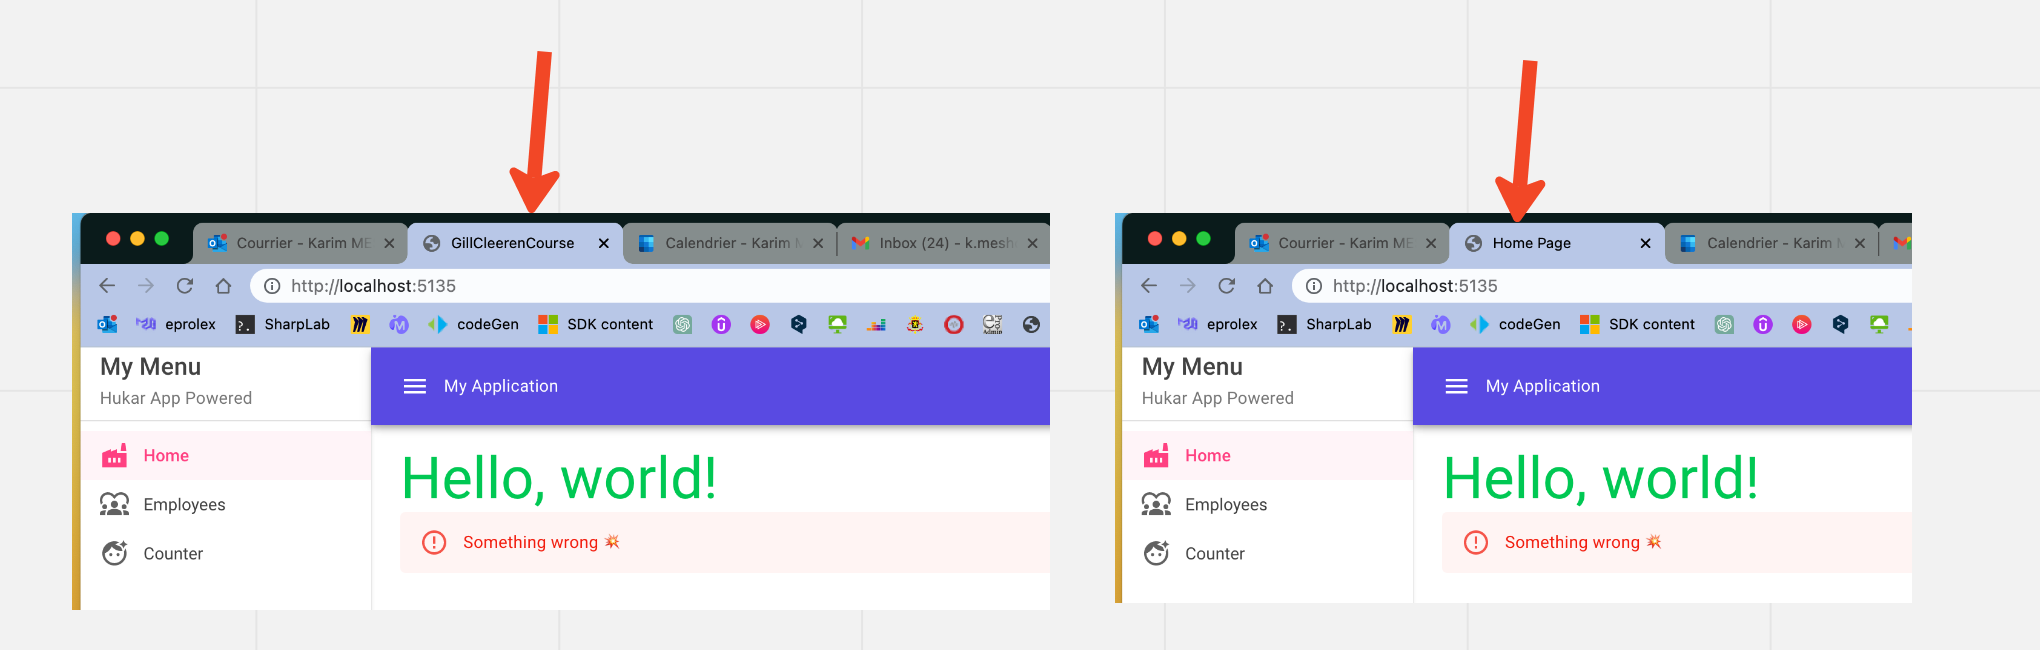 Courrier - Karim ME
GillCleerenCourse
Calendrier - Karim M
Inbox (24) - k.mesh
http://localhost:5135
eprolex
SharpLab
codeGen
SDK content
Admin
My Menu
Hukar App Powered
My Application
Home
Employees
Counter
Hello, world!
Something wrong
Courrier - Karim ME
Home Page
Calendrier - Karim M
http://localhost:5135
eprolex
SharpLab
codeGen
SDK content
My Menu
Hukar App Powered
My Application
Home
Employees
Counter
Hello, world!
Something wrong